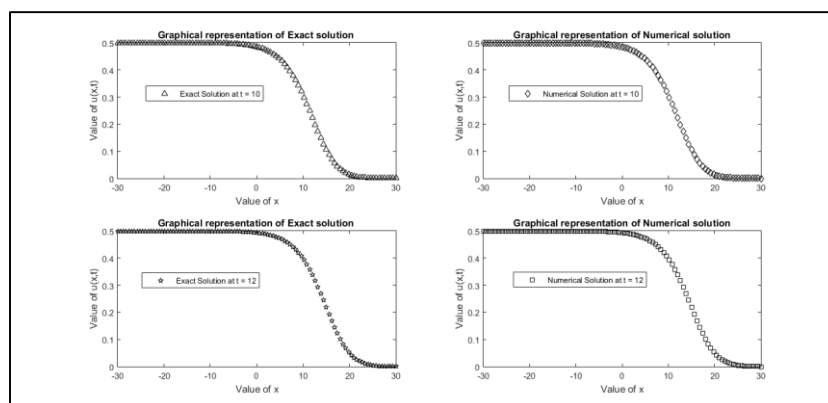 Graphical representation of Exact solution
0.5
0.4
0.3
0.2
0.1
0
Value of u(x,t)
Exact Solution at t = 10
-30 -20 -10 0 10 20 30
Value of x
Graphical representation of Numerical solution
0.5
0.4
0.3
0.2
0.1
0
Value of u(x,t)
Numerical Solution at t = 10
-30 -20 -10 0 10 20 30
Value of x
Graphical representation of Exact solution
0.5
0.4
0.3
0.2
0.1
0
Value of u(x,t)
Exact Solution at t = 12
-30 -20 -10 0 10 20 30
Value of x
Graphical representation of Numerical solution
0.5
0.4
0.3
0.2
0.1
0
Value of u(x,t)
Numerical Solution at t = 12
-30 -20 -10 0 10 20 30
Value of x